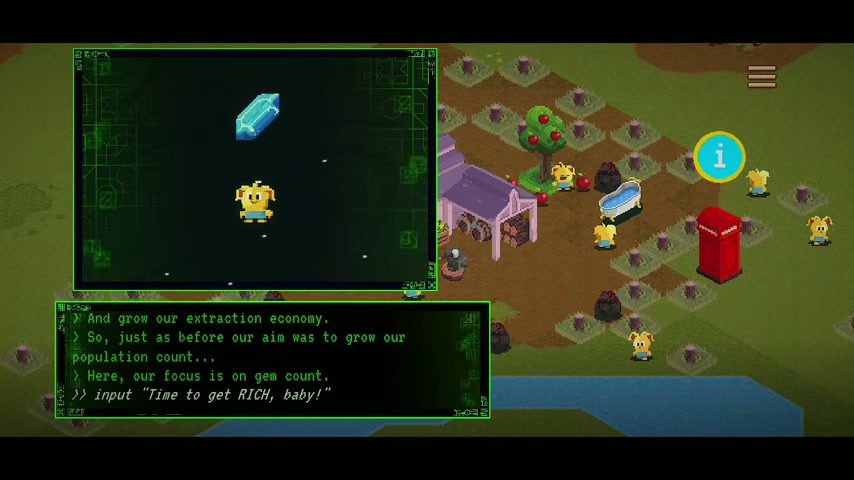 i
> And grow our extraction economy.
> So, just as before our aim was to grow our
population count...
> Here, our focus is on gem count.
>> input "Time to get RICH, baby!"